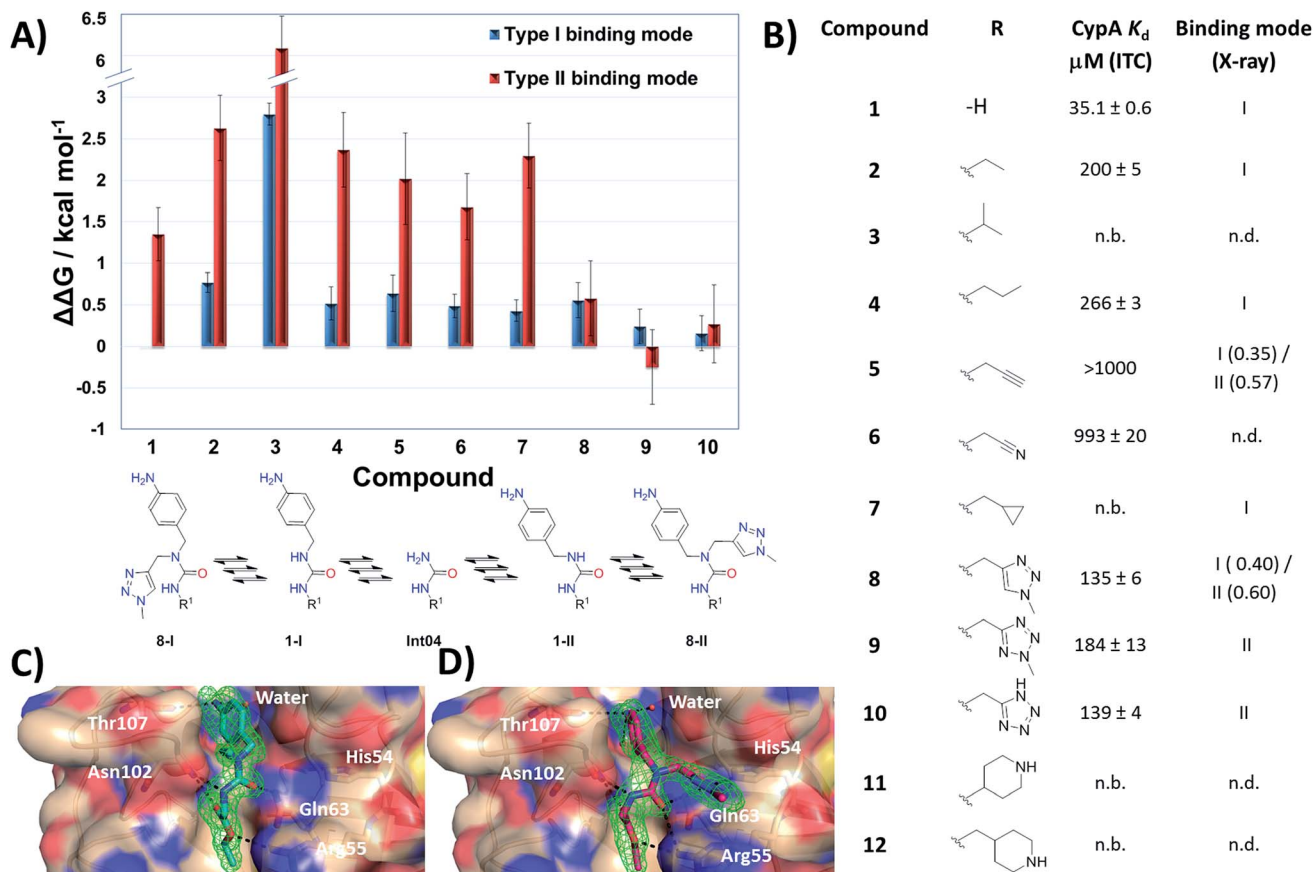 A)
6.5
6
3
2.5
2
1.5
1
0.5
0
-0.5
-1
ΔΔG / kcal mol⁻¹
Type I binding mode
Type II binding mode
1 2 3 4 5 6 7 8 9 10
Compound
H₂N
N
O
HN
R¹
N
N
N
8-I
H₂N
NH
O
HN
R¹
1-I
H₂N
O
HN
R¹
Int04
H₂N
NH
O
HN
R¹
1-II
H₂N
N
N
N
N
O
HN
R¹
8-II
B)
Compound R CypA Kd Binding mode
μM (ITC) (X-ray)
1 -H 35.1 ± 0.6 I
2 200 ± 5 I
3 n.b. n.d.
4 266 ± 3 I
5 >1000 I (0.35) /
II (0.57)
6 N 993 ± 20 n.d.
7 n.b. I
8 N N N 135 ± 6 I ( 0.40) /
II (0.60)
9 N N N N 184 ± 13 II
10 H N N N N 139 ± 4 II
11 NH n.b. n.d.
12 NH n.b. n.d.
C)
Water
Thr107
His54
Asn102
Gln63
Arg55
D)
Water
Thr107
His54
Asn102
Gln63
Arg55